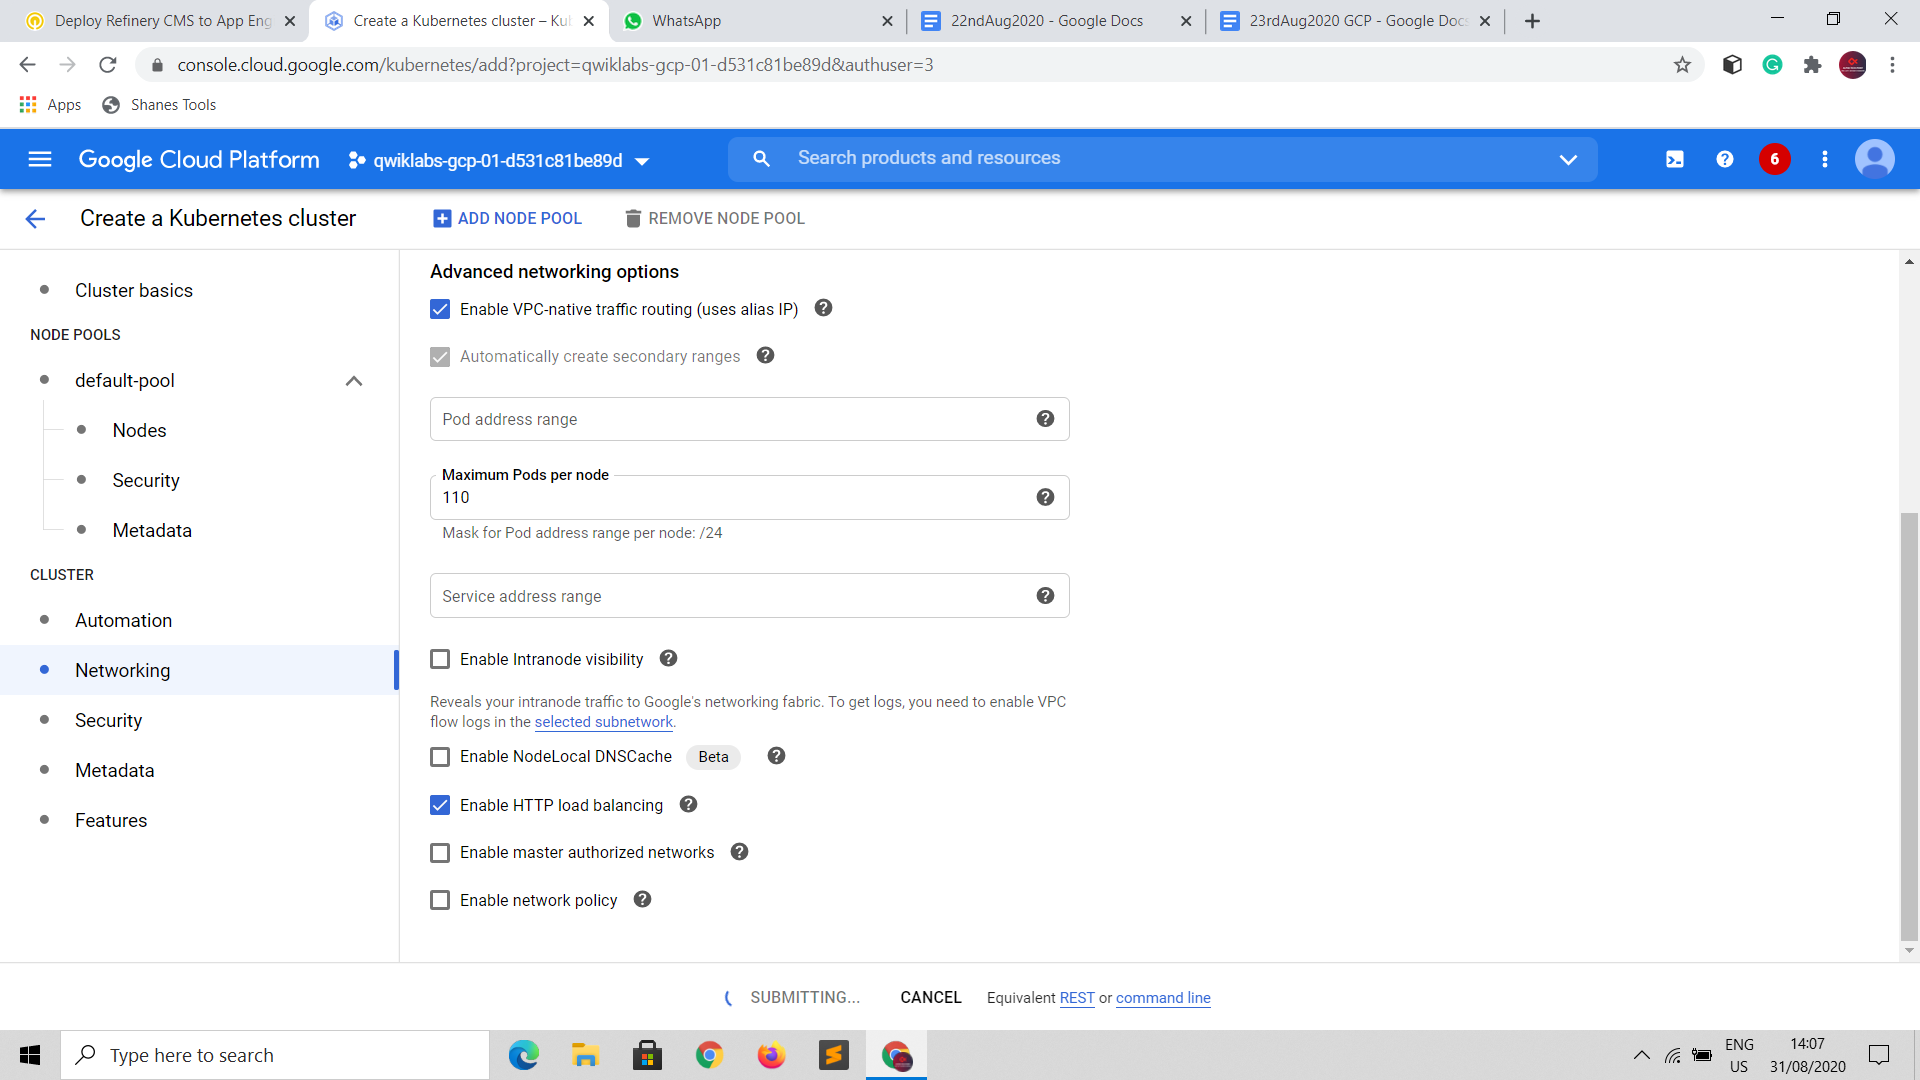 Deploy Refinery CMS to App Eng
Create a Kubernetes cluster – Kub
WhatsApp
22ndAug2020 - Google Docs
23rdAug2020 GCP - Google Docs
console.cloud.google.com/kubernetes/add?project=qwiklabs-gcp-01-d531c81be89d&authuser=3
Apps
Shanes Tools
Google Cloud Platform
qwiklabs-gcp-01-d531c81be89d
Search products and resources
6
Create a Kubernetes cluster
ADD NODE POOL
REMOVE NODE POOL
Cluster basics
NODE POOLS
default-pool
Nodes
Security
Metadata
CLUSTER
Automation
Networking
Security
Metadata
Features
Advanced networking options
Enable VPC-native traffic routing (uses alias IP)
Automatically create secondary ranges
Pod address range
Maximum Pods per node
110
Mask for Pod address range per node: /24
Service address range
Enable Intranode visibility
Reveals your intranode traffic to Google's networking fabric. To get logs, you need to enable VPC
flow logs in the selected subnetwork.
Enable NodeLocal DNSCache Beta
Enable HTTP load balancing
Enable master authorized networks
Enable network policy
SUBMITTING...
CANCEL
Equivalent REST or command line
Type here to search
ENG
US
14:07
31/08/2020